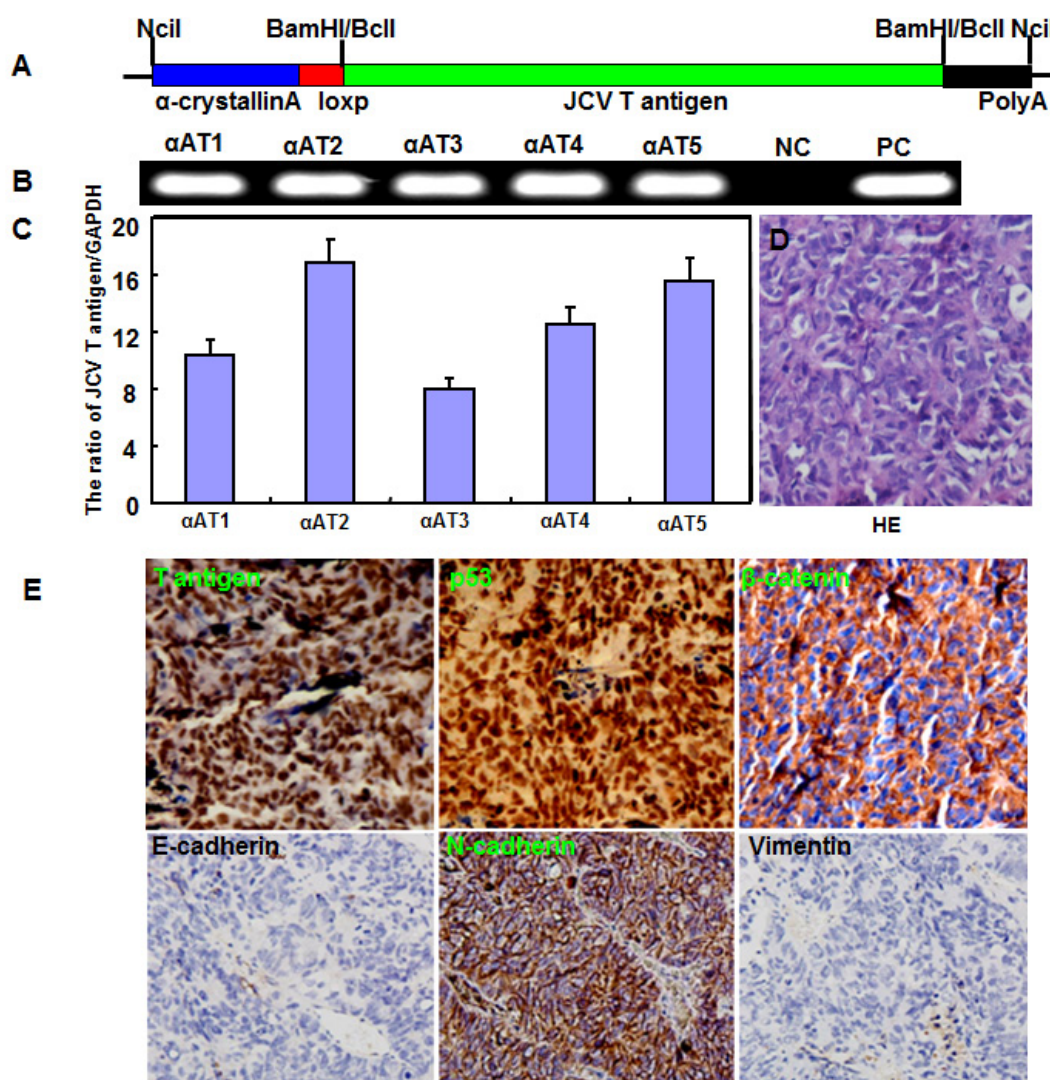 NciI BamHI/BclI BamHI/BclI Nci
A
α-crystallinA loxp JCV T antigen PolyA
αAT1 αAT2 αAT3 αAT4 αAT5 NC PC
B
C
The ratio of JCV T antigen/GAPDH
20
16
12
8
4
0
αAT1 αAT2 αAT3 αAT4 αAT5
D
HE
E
T antigen p53 β-catenin
E-cadherin N-cadherin Vimentin